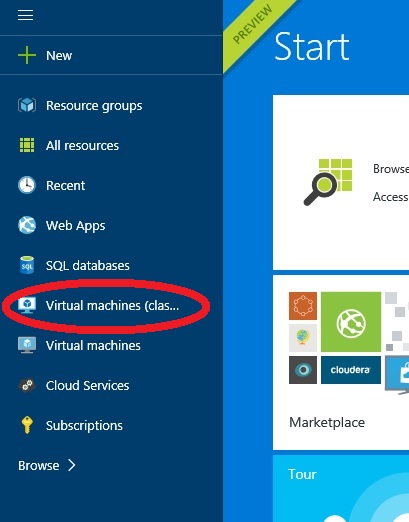 PREVIEW
Start
New
Resource groups
All resources
Recent
Web Apps
SQL databases
SQL
Virtual machines (clas...
Virtual machines
Cloud Services
Subscriptions
Browse
Browse
Access
cloudera
Marketplace
Tour